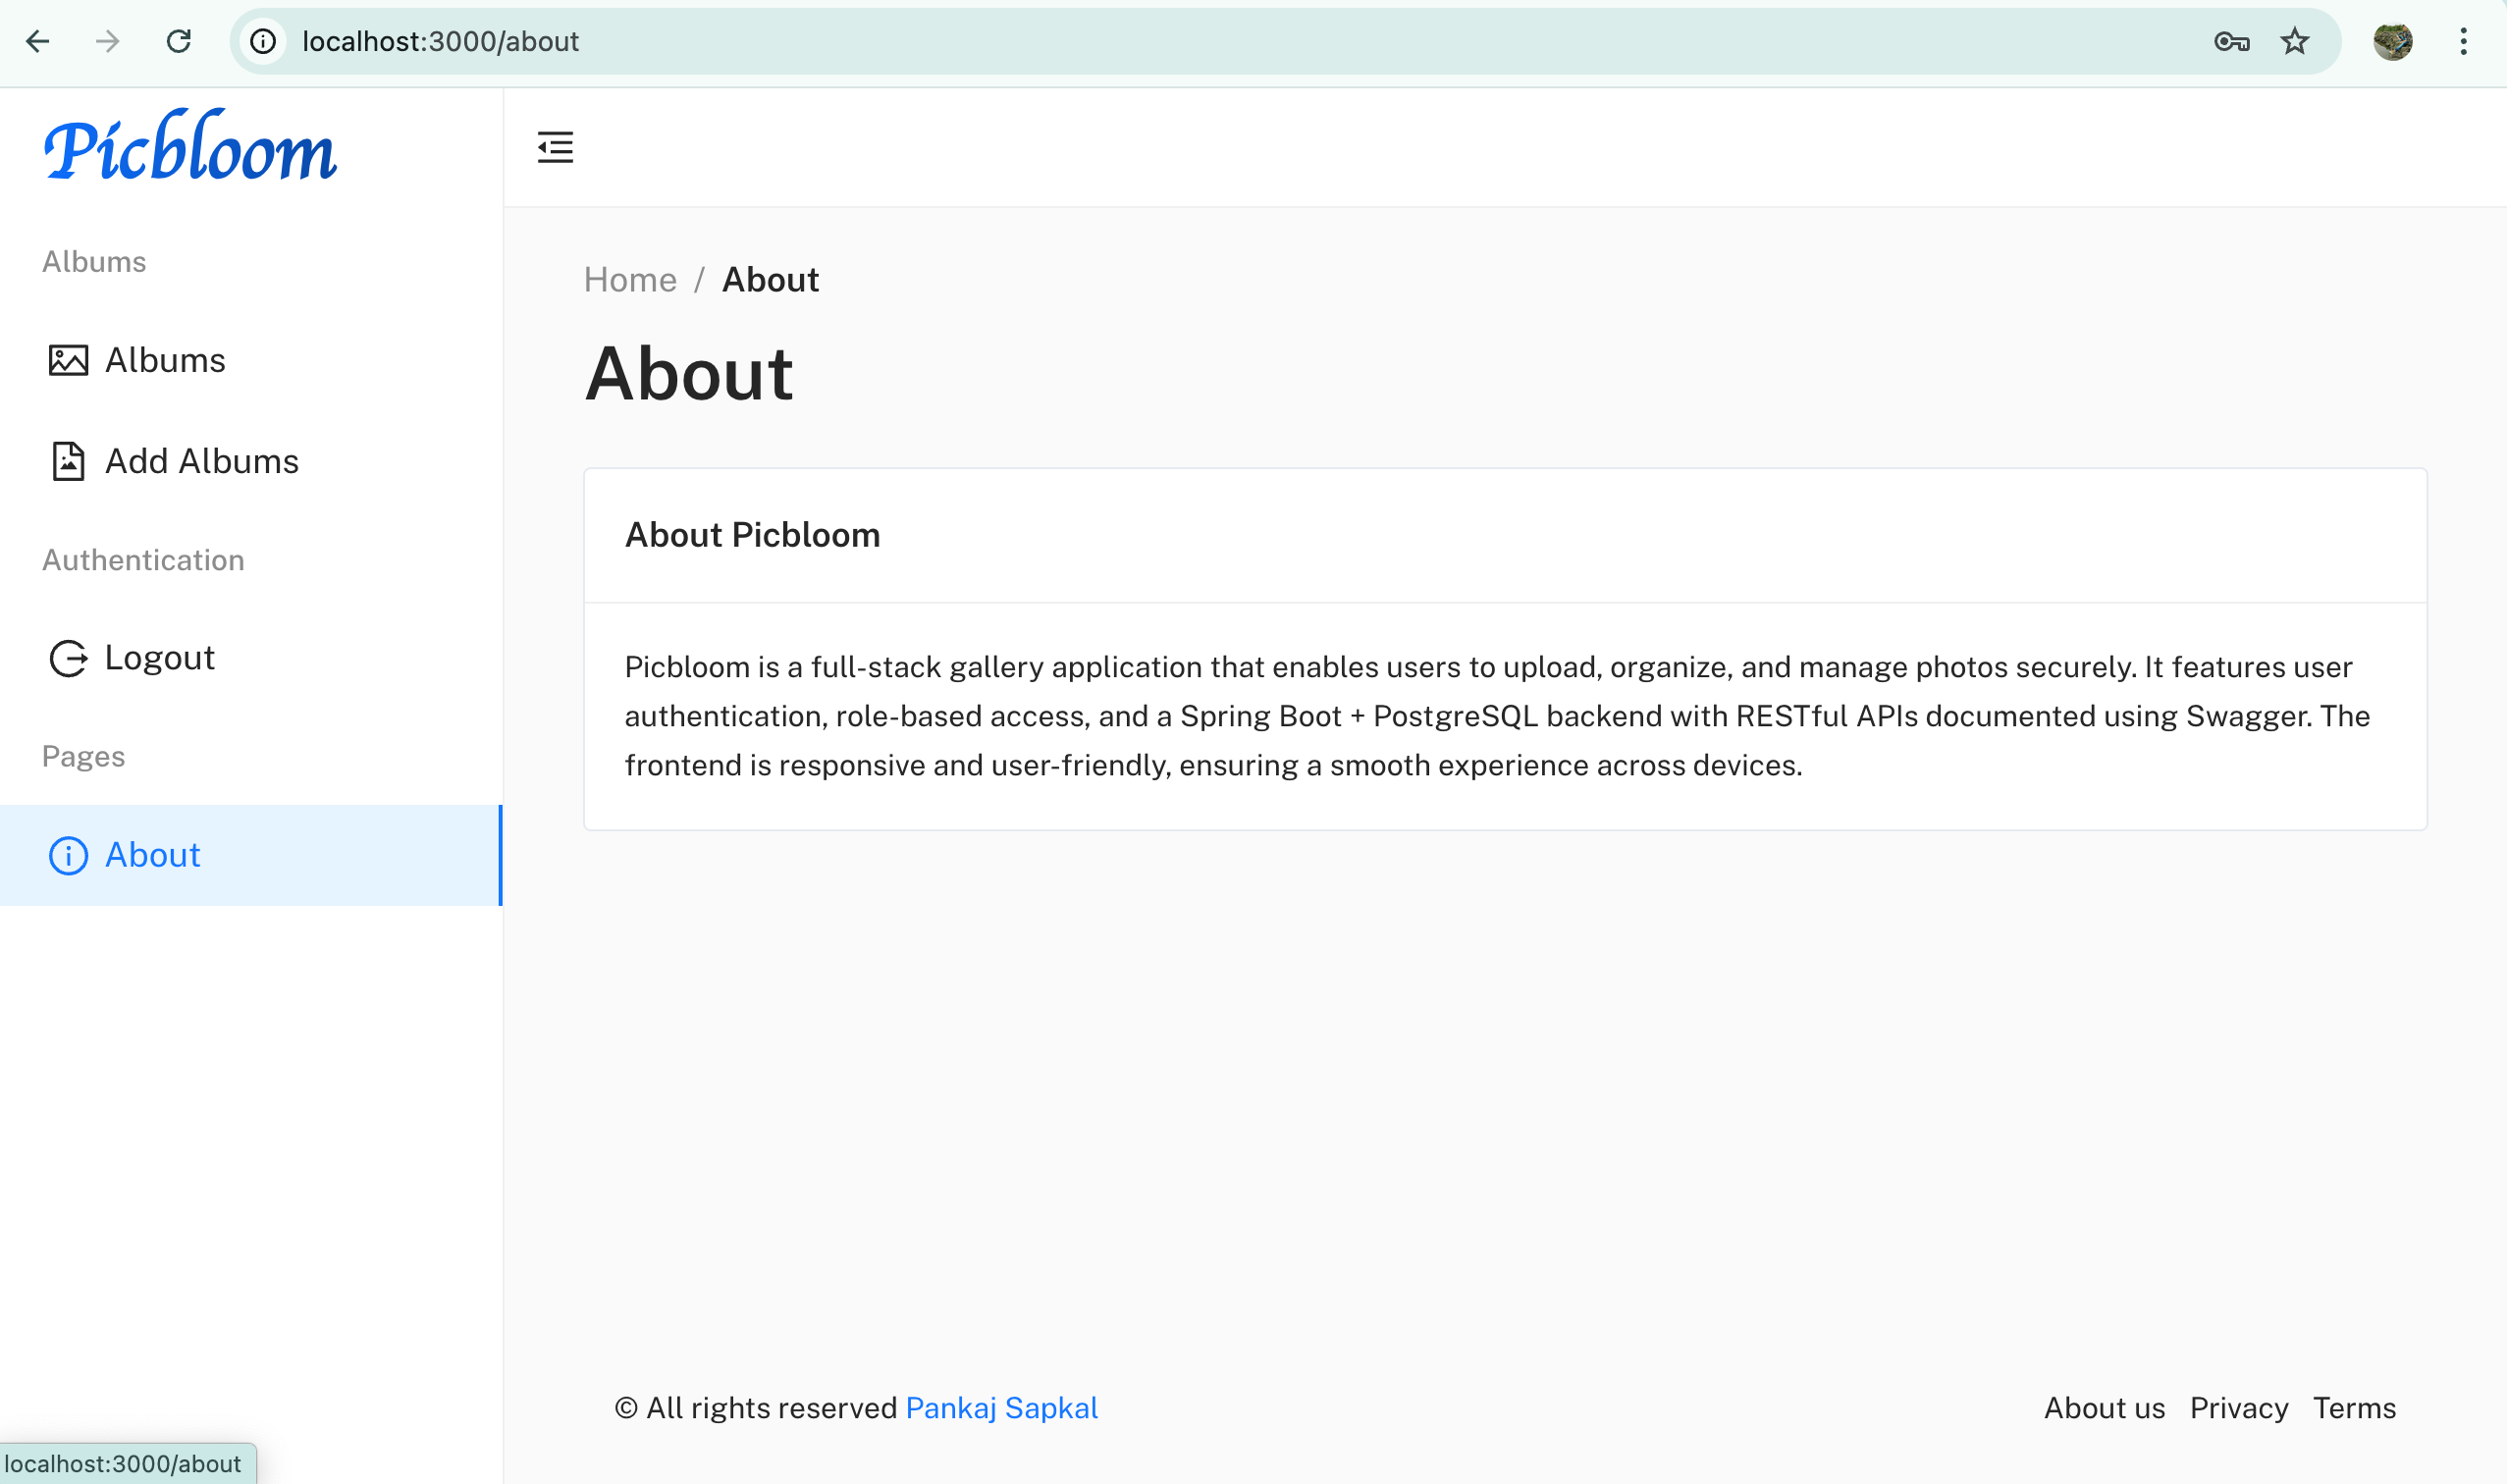 localhost:3000/about
Picbloom
Albums
Albums
Add Albums
Authentication
Logout
Pages
About
Home / About
About
About Picbloom
Picbloom is a full-stack gallery application that enables users to upload, organize, and manage photos securely. It features user
authentication, role-based access, and a Spring Boot + PostgreSQL backend with RESTful APIs documented using Swagger. The
frontend is responsive and user-friendly, ensuring a smooth experience across devices.
© All rights reserved Pankaj Sapkal
About us Privacy Terms
localhost:3000/about